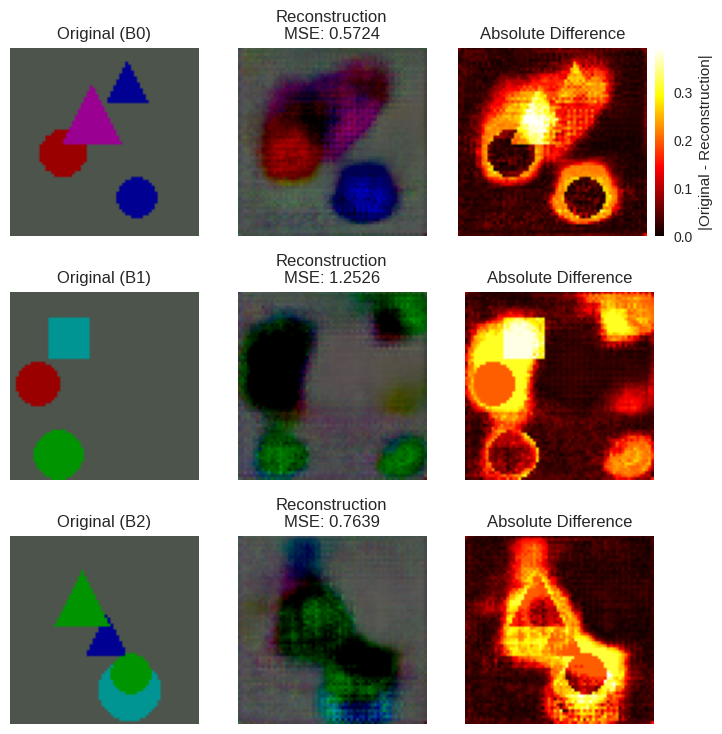 Original (B0)
Reconstruction
MSE: 0.5724
Absolute Difference
0.3
0.2
0.1
0.0
|Original - Reconstruction|
Original (B1)
Reconstruction
MSE: 1.2526
Absolute Difference
Original (B2)
Reconstruction
MSE: 0.7639
Absolute Difference